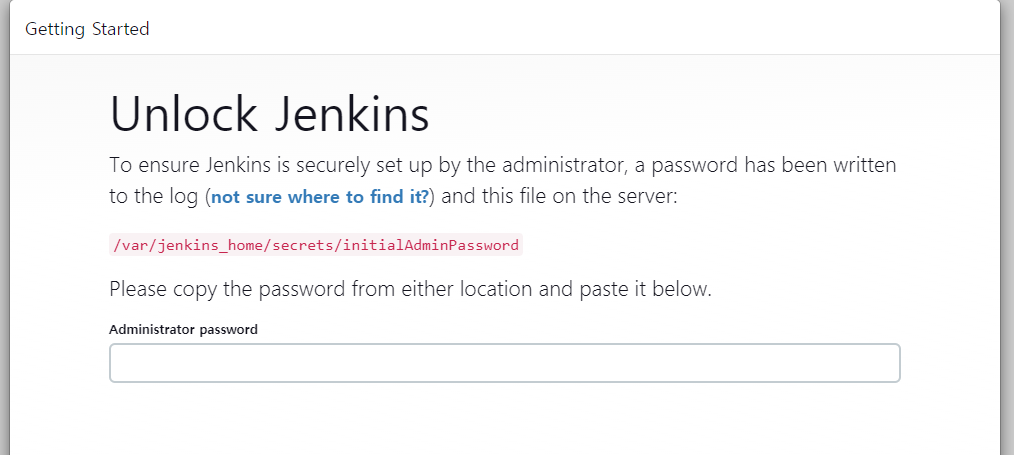 Getting Started
Unlock Jenkins
To ensure Jenkins is securely set up by the administrator, a password has been written
to the log (not sure where to find it?) and this file on the server:
/var/jenkins_home/secrets/initialAdminPassword
Please copy the password from either location and paste it below.
Administrator password